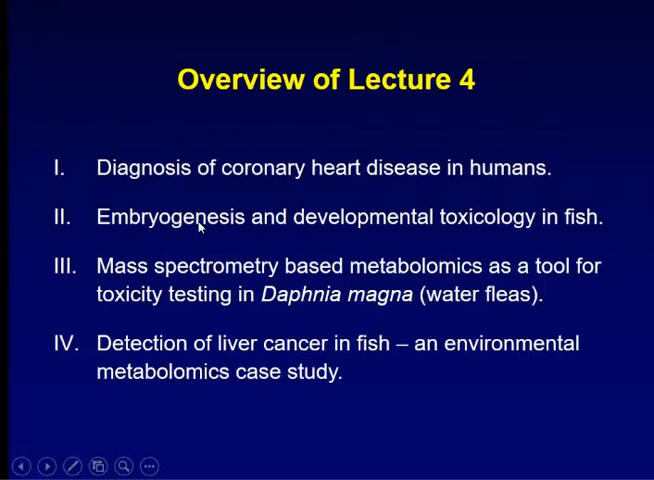 Overview of Lecture 4
I. Diagnosis of coronary heart disease in humans.
II. Embryogenesis and developmental toxicology in fish.
III. Mass spectrometry based metabolomics as a tool for
toxicity testing in Daphnia magna (water fleas).
IV. Detection of liver cancer in fish – an environmental
metabolomics case study.